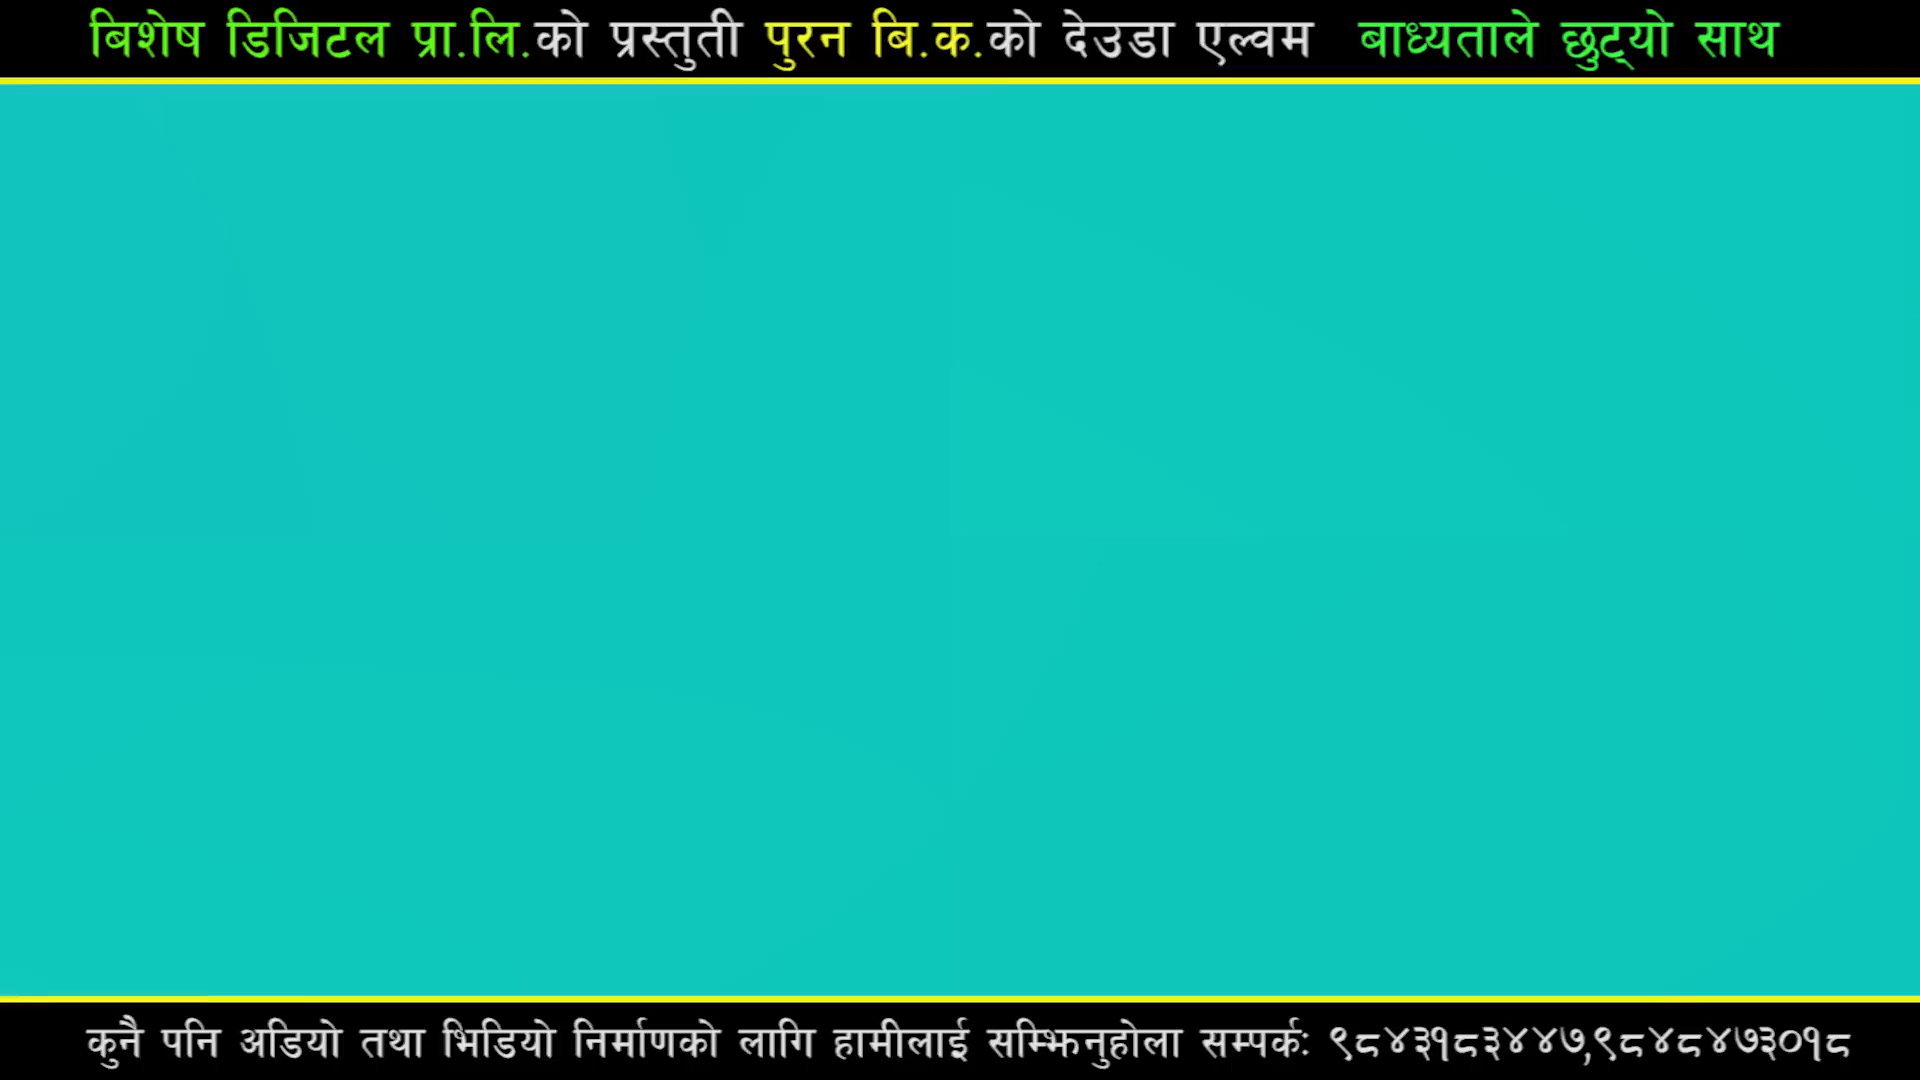 बिशेष डिजिटल प्रा.लि.को प्रस्तुती पुरन बि.क.को देउडा एल्वम बाध्यताले छुट्यो साथ
कुनै पनि अडियो तथा भिडियो निर्माणको लागि हामीलाई सम्झिनुहोला सम्पर्कः ९८४३१८३४४७,९८४८४७३०१८